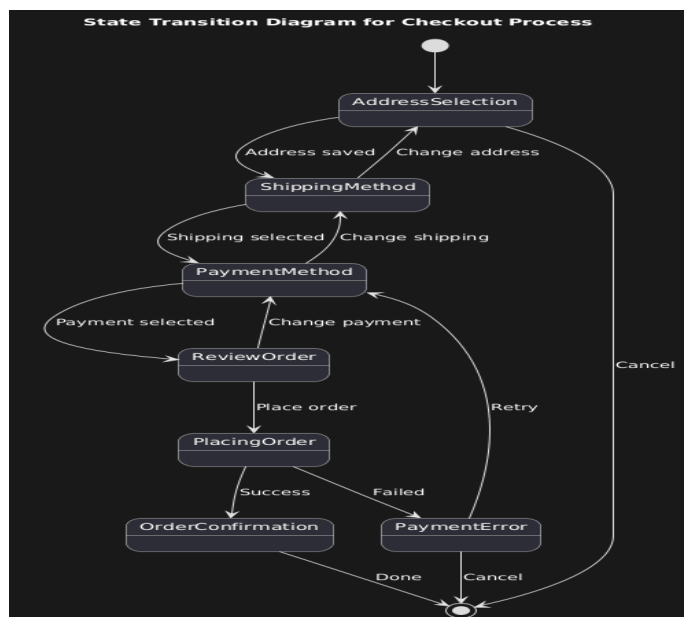 State Transition Diagram for Checkout Process
AddressSelection
Address saved
Change address
ShippingMethod
Shipping selected
Change shipping
PaymentMethod
Payment selected
Change payment
ReviewOrder
Cancel
Place order
Retry
PlacingOrder
Success
Failed
OrderConfirmation
PaymentError
Done
Cancel